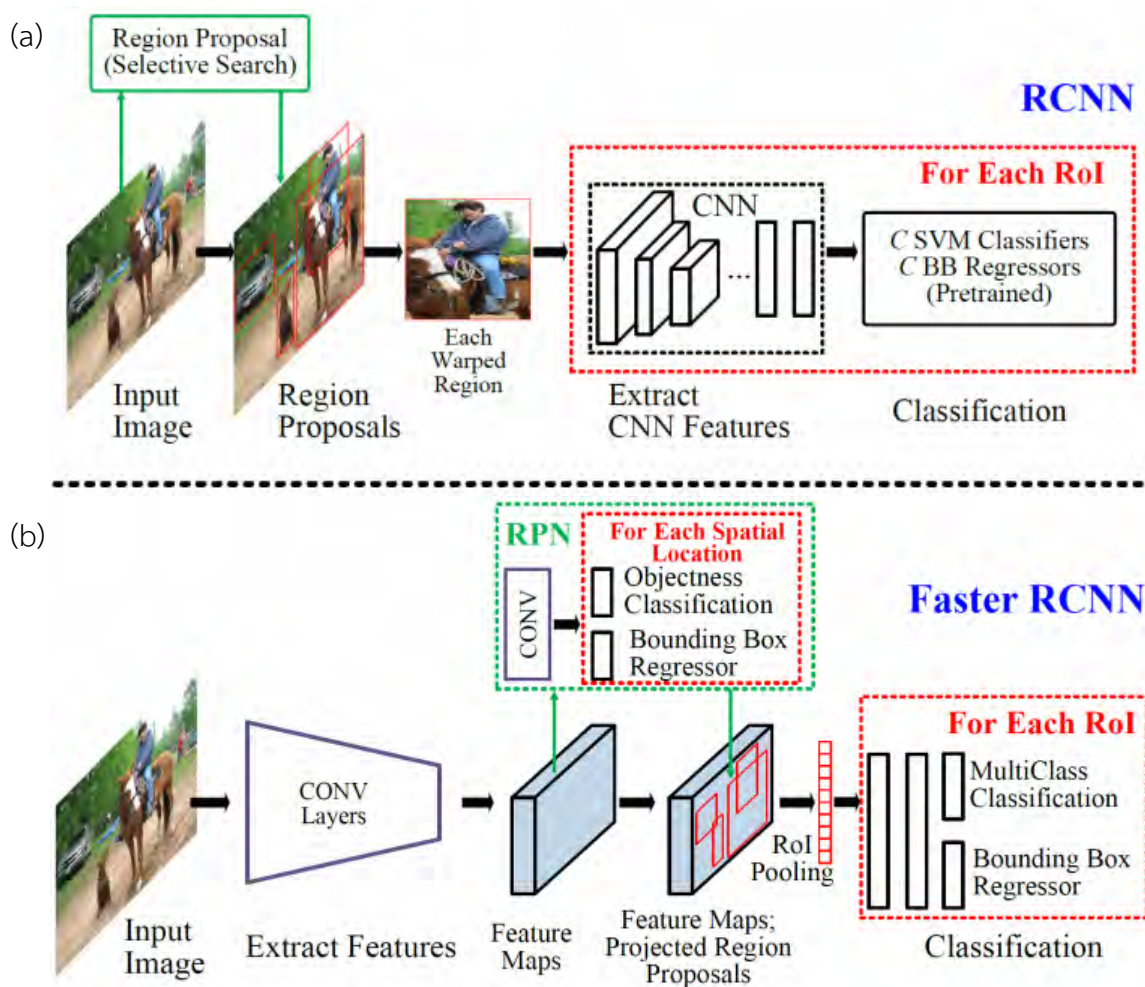 (a)
Region Proposal
(Selective Search)
RCNN
For Each RoI
CNN
...
C SVM Classifiers
C BB Regressors
(Pretrained)
Each
Warped
Region
Input
Image
Region
Proposals
Extract
CNN Features
Classification
(b)
RPN
For Each Spatial
Location
CONV
Objectness
Classification
Bounding Box
Regressor
Faster RCNN
For Each RoI
CONV
Layers
MultiClass
Classification
RoI
Pooling
Bounding Box
Regressor
Input
Image
Extract Features
Feature
Maps
Feature Maps;
Projected Region
Proposals
Classification